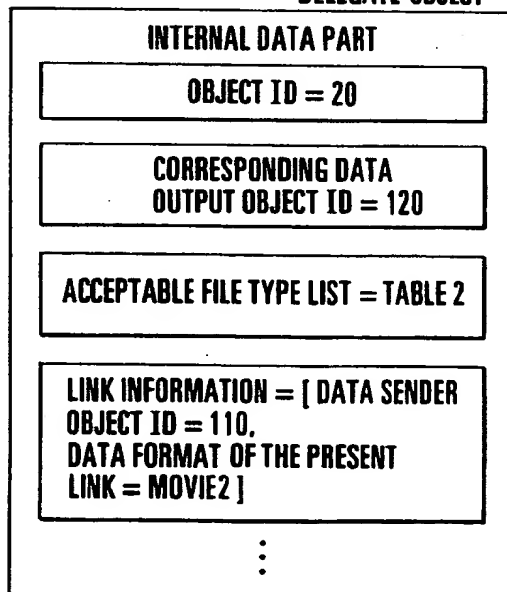 INTERNAL DATA PART
OBJECT ID = 20
CORRESPONDING DATA
OUTPUT OBJECT ID = 120
ACCEPTABLE FILE TYPE LIST = TABLE 2
LINK INFORMATION = [ DATA SENDER
OBJECT ID = 110,
DATA FORMAT OF THE PRESENT
LINK = MOVIE2 ]